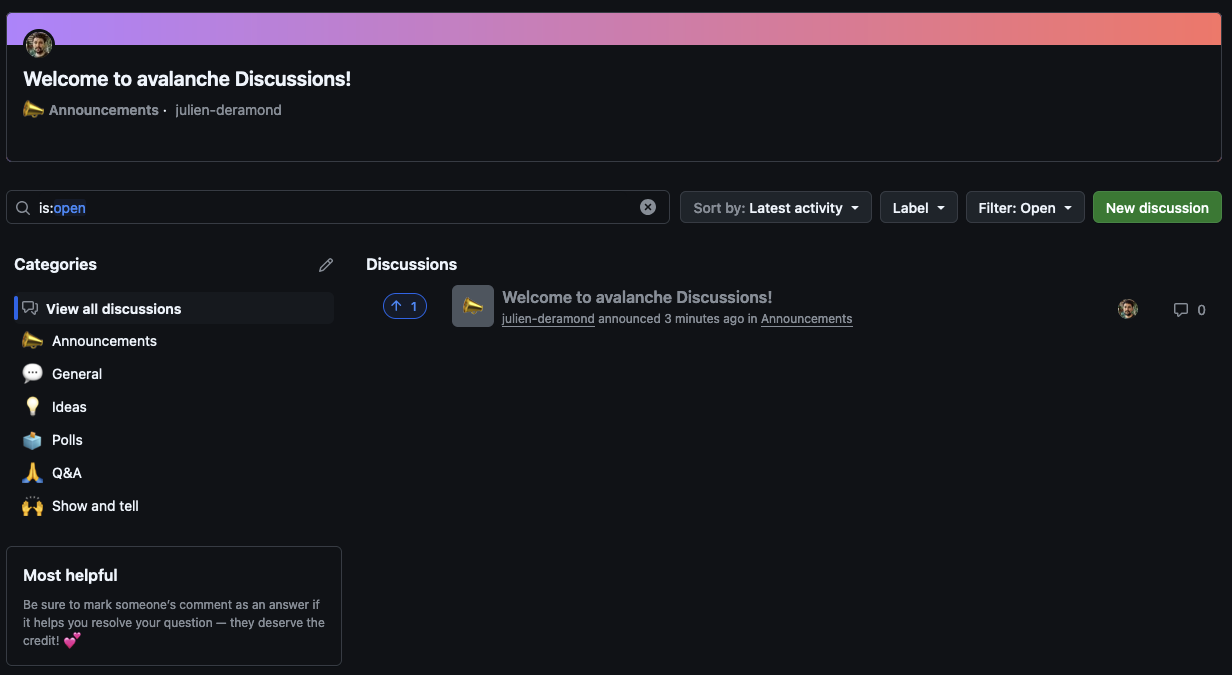 Welcome to avalanche Discussions!
Announcements · julien-deramond
is:open
Sort by: Latest activity
Label
Filter: Open
New discussion
Categories
View all discussions
Announcements
General
Ideas
Polls
Q&A
Show and tell
Most helpful
Be sure to mark someone’s comment as an answer if
it helps you resolve your question — they deserve the
credit! 💕
Discussions
1
Welcome to avalanche Discussions!
julien-deramond announced 3 minutes ago in Announcements
0